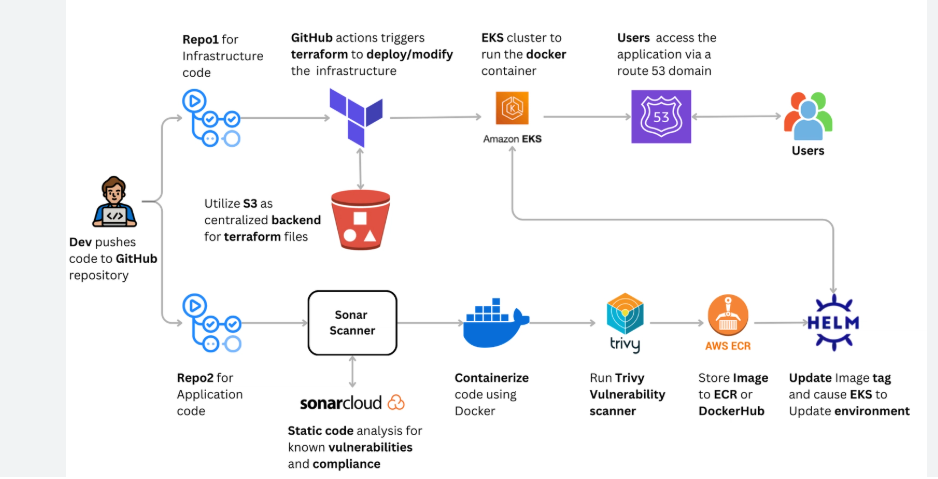 Repo1 for
Infrastructure
code
GitHub actions triggers
terraform to deploy/modify
the infrastructure
EKS cluster to
run the docker
container
Users access the
application via a
route 53 domain
K
Amazon EKS
53
Users
Utilize S3 as
centralized backend
for terraform files
</>
Dev pushes
code to GitHub
repository
Sonar
Scanner
trivy
AWS ECR
HELM
Repo2 for
Application
code
sonarcloud
Static code analysis for
known vulnerabilities
and compliance
Containerize
code using
Docker
Run Trivy
Vulnerability
scanner
Store Image
to ECR or
DockerHub
Update Image tag
and cause EKS to
Update environment